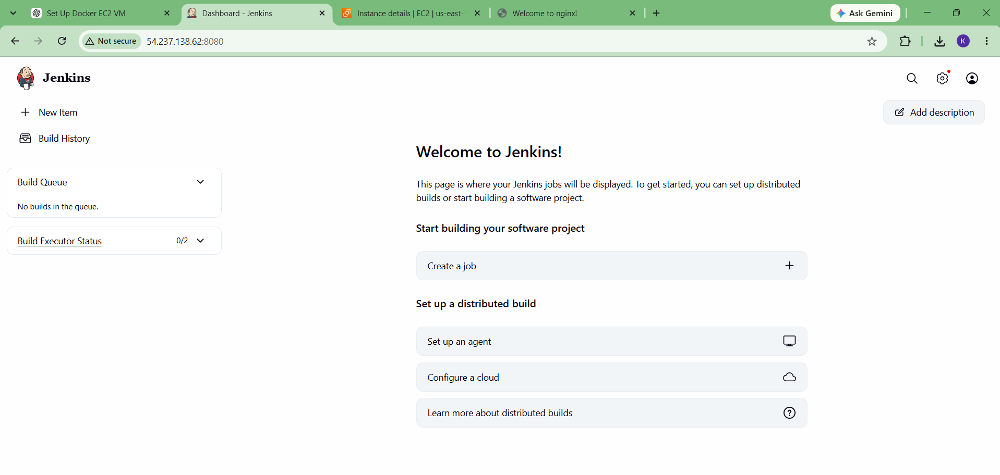 Set Up Docker EC2 VM
Dashboard - Jenkins
Instance details | EC2 | us-east-
Welcome to nginx!
Ask Gemini
Not secure
54.237.138.62:8080
K
Jenkins
New Item
Add description
Build History
Welcome to Jenkins!
This page is where your Jenkins jobs will be displayed. To get started, you can set up distributed
builds or start building a software project.
Build Queue
No builds in the queue.
Start building your software project
Build Executor Status 0/2
Create a job
Set up a distributed build
Set up an agent
Configure a cloud
Learn more about distributed builds